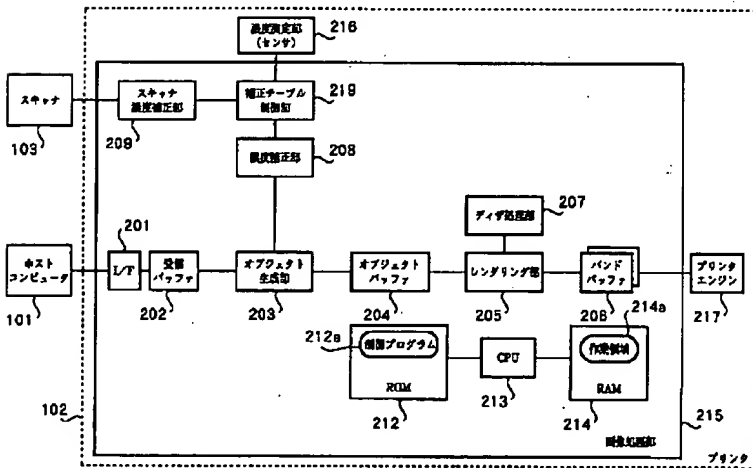 濃度測定部
(センサ)
216
スキャナ
103
スキャナ
濃度補正部
209
補正テーブル
制御部
219
濃度補正部
208
ディザ処理部
207
ホスト
コンピュータ
101
201
I/F
受信
バッファ
202
オブジェクト
生成部
203
オブジェクト
バッファ
204
レンダリング部
205
バンド
バッファ
206
プリンタ
エンジン
217
212a
制御プログラム
ROM
212
CPU
213
214a
作業領域
RAM
214
215
画像処理部
102
プリンタ